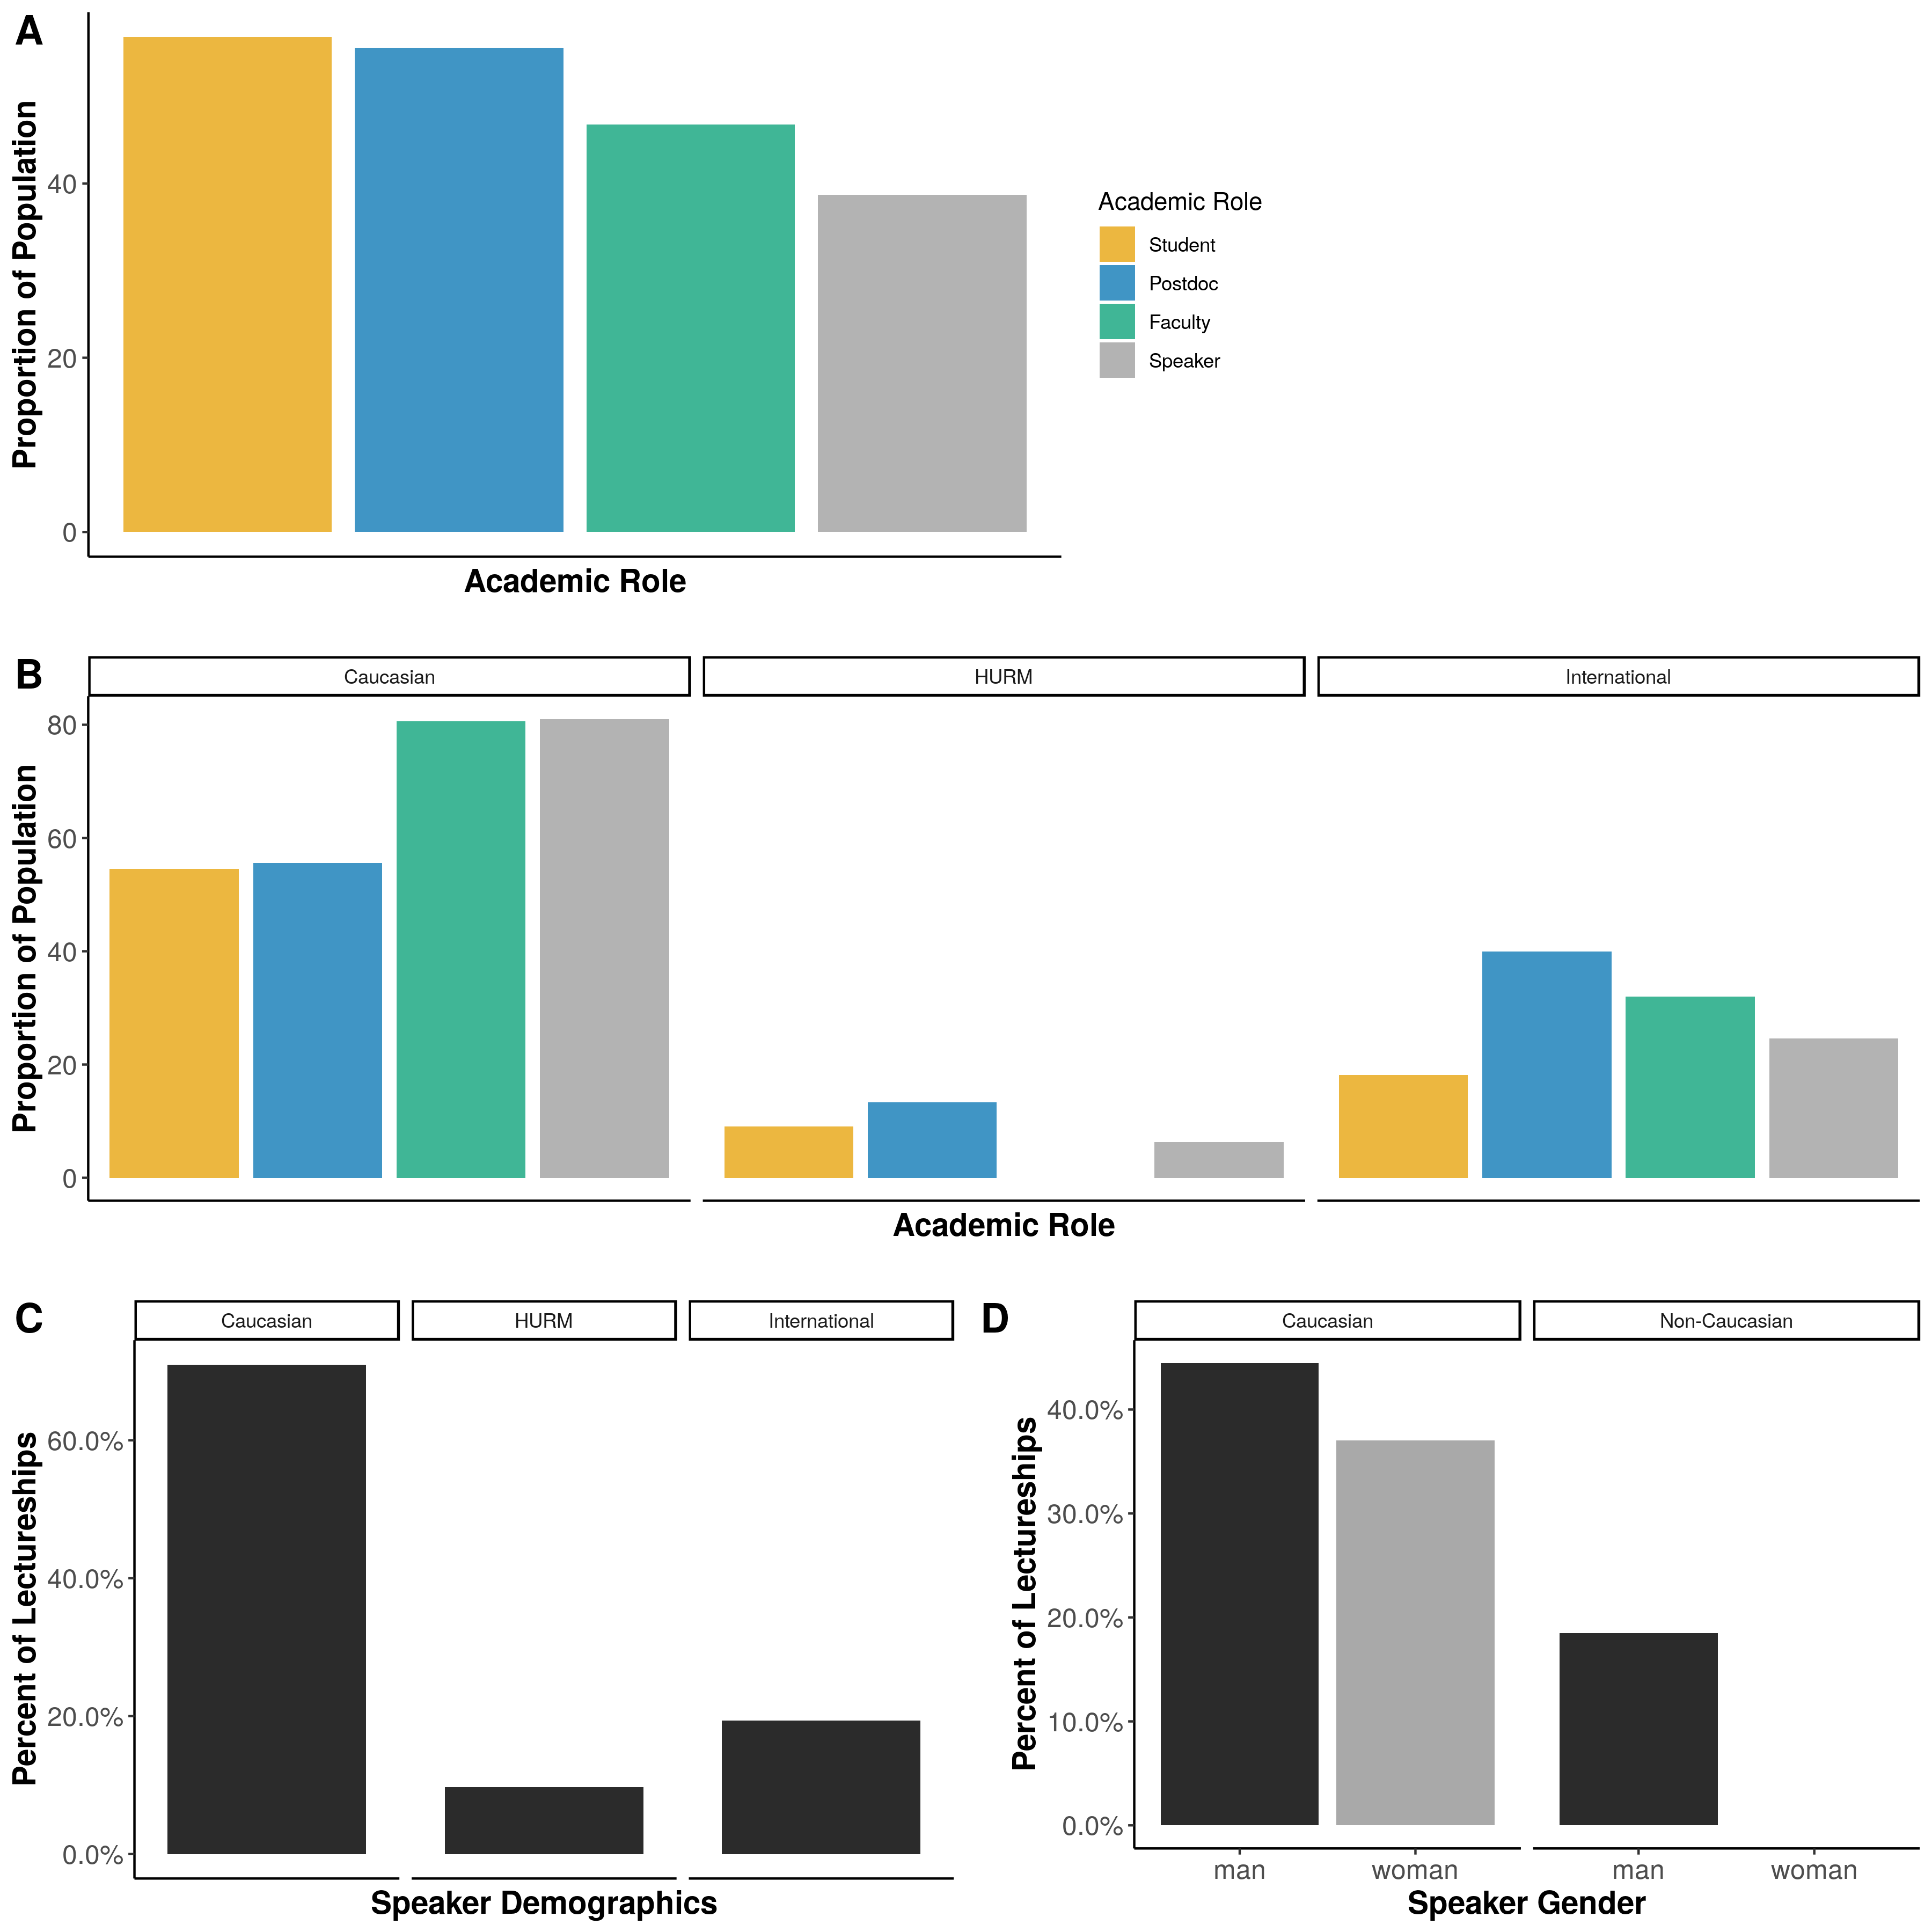 A
Proportion of Population
40
20
0
Academic Role
Academic Role
Student
Postdoc
Faculty
Speaker
B
Caucasian
HURM
International
Proportion of Population
80
60
40
20
0
Academic Role
C
Caucasian
HURM
International
Percent of Lectureships
60.0%
40.0%
20.0%
0.0%
Speaker Demographics
D
Caucasian
Non-Caucasian
Percent of Lectureships
40.0%
30.0%
20.0%
10.0%
0.0%
man
woman
man
woman
Speaker Gender